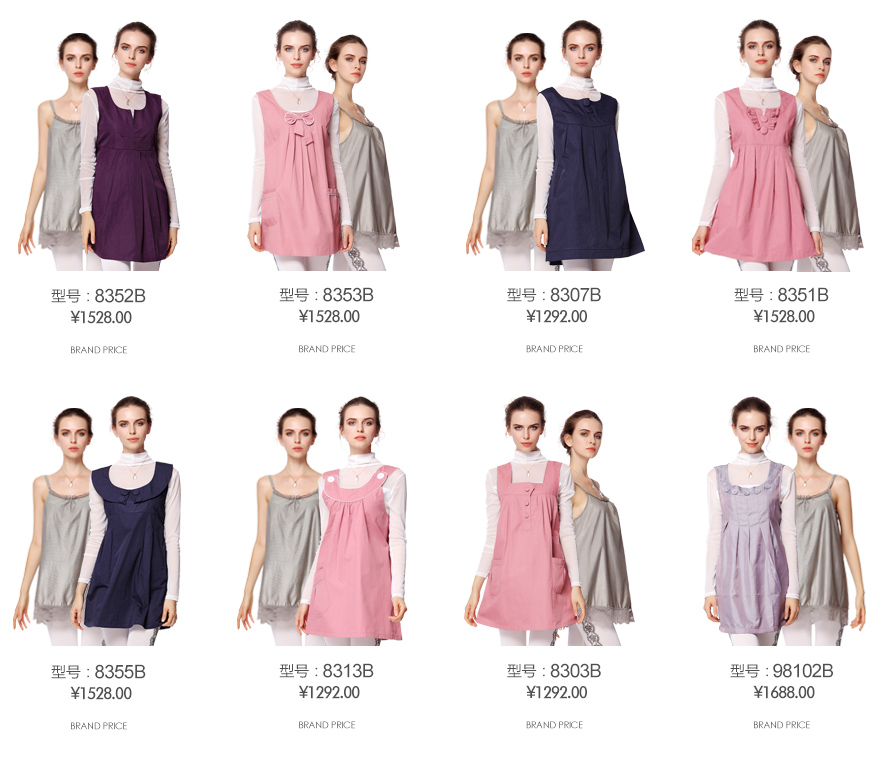 型号：8352B
¥1528.00
BRAND PRICE
型号：8353B
¥1528.00
BRAND PRICE
型号：8307B
¥1292.00
BRAND PRICE
型号：8351B
¥1528.00
BRAND PRICE
型号：8355B
¥1528.00
BRAND PRICE
型号：8313B
¥1292.00
BRAND PRICE
型号：8303B
¥1292.00
BRAND PRICE
型号：98102B
¥1688.00
BRAND PRICE